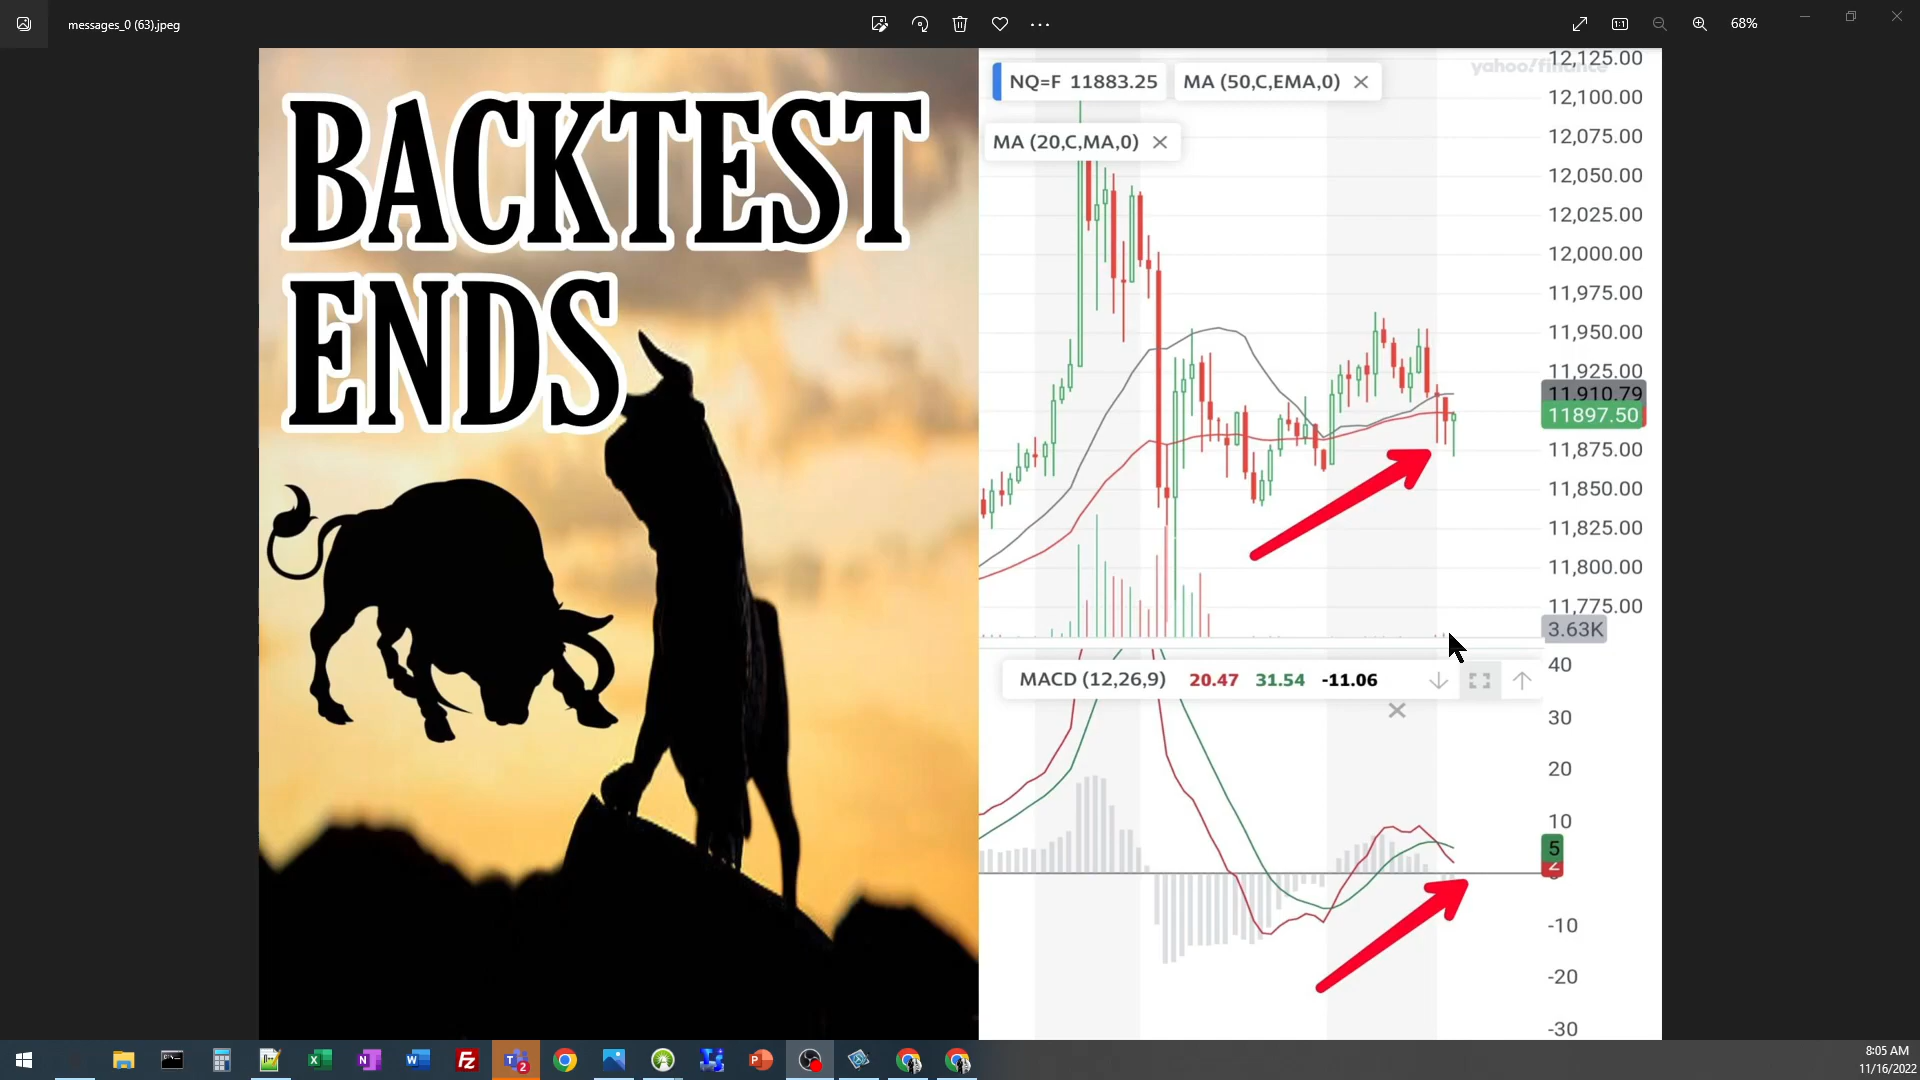 messages_0 (63).jpeg
68%
BACKTEST
ENDS
yahoo!finance
NQ=F 11883.25
MA (50,C,EMA,0)
MA (20,C,MA,0)
12,125.00
12,100.00
12,075.00
12,050.00
12,025.00
12,000.00
11,975.00
11,950.00
11,925.00
11,910.79
11897.50
11,875.00
11,850.00
11,825.00
11,800.00
11,775.00
3.63K
MACD (12,26,9) 20.47 31.54 -11.06
40
30
20
10
5
2
-10
-20
-30
8:05 AM
11/16/2022